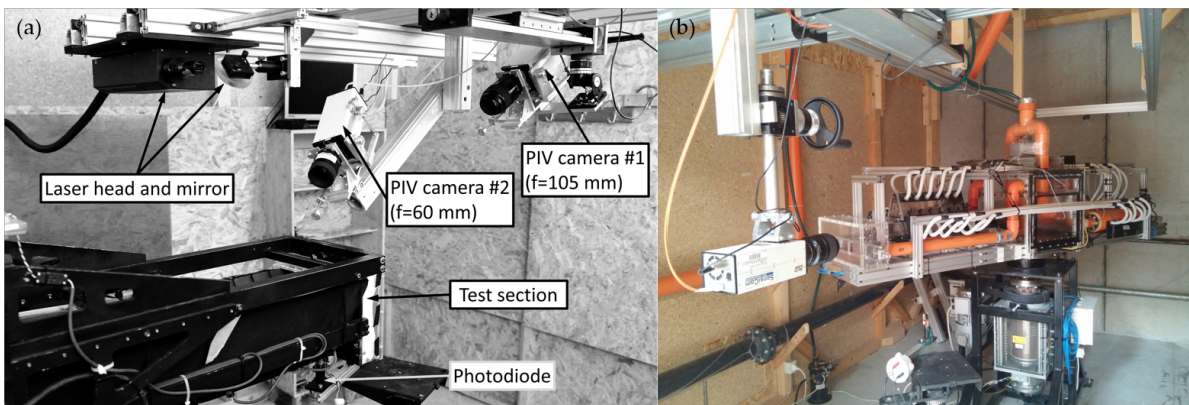 (a)
(b)
Laser head and mirror
PIV camera #2
(f=60 mm)
PIV camera #1
(f=105 mm)
Test section
Photodiode